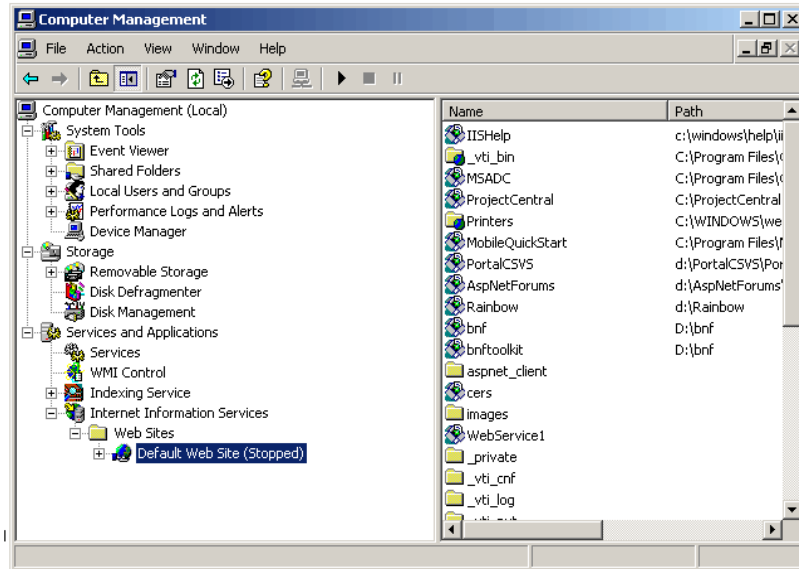 Computer Management
File Action View Window Help
Computer Management (Local)
System Tools
Event Viewer
Shared Folders
Local Users and Groups
Performance Logs and Alerts
Device Manager
Storage
Removable Storage
Disk Defragmenter
Disk Management
Services and Applications
Services
WMI Control
Indexing Service
Internet Information Services
Web Sites
Default Web Site (Stopped)
Name Path
IISHelp c:\windows\help\ii
_vti_bin C:\Program Files\
MSADC C:\Program Files\
ProjectCentral C:\ProjectCentral
Printers C:\WINDOWS\we
MobileQuickStart C:\Program Files\
PortalCSVS d:\PortalCSVS\Por
AspNetForums d:\AspNetForums
Rainbow d:\Rainbow
bnf D:\bnf
bnftoolkit D:\bnf
aspnet_client
cers
images
WebService1
_private
_vti_cnf
_vti_log